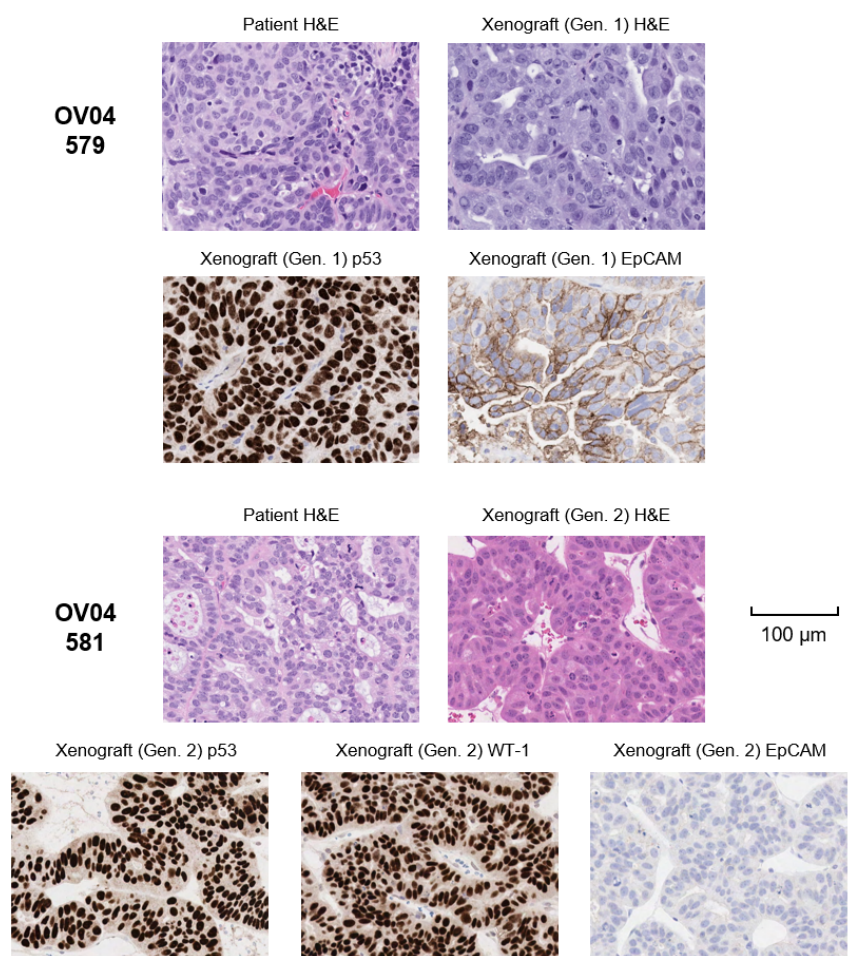 Patient H&E
Xenograft (Gen. 1) H&E
OV04
579
Xenograft (Gen. 1) p53
Xenograft (Gen. 1) EpCAM
Patient H&E
Xenograft (Gen. 2) H&E
OV04
581
100 µm
Xenograft (Gen. 2) p53
Xenograft (Gen. 2) WT-1
Xenograft (Gen. 2) EpCAM